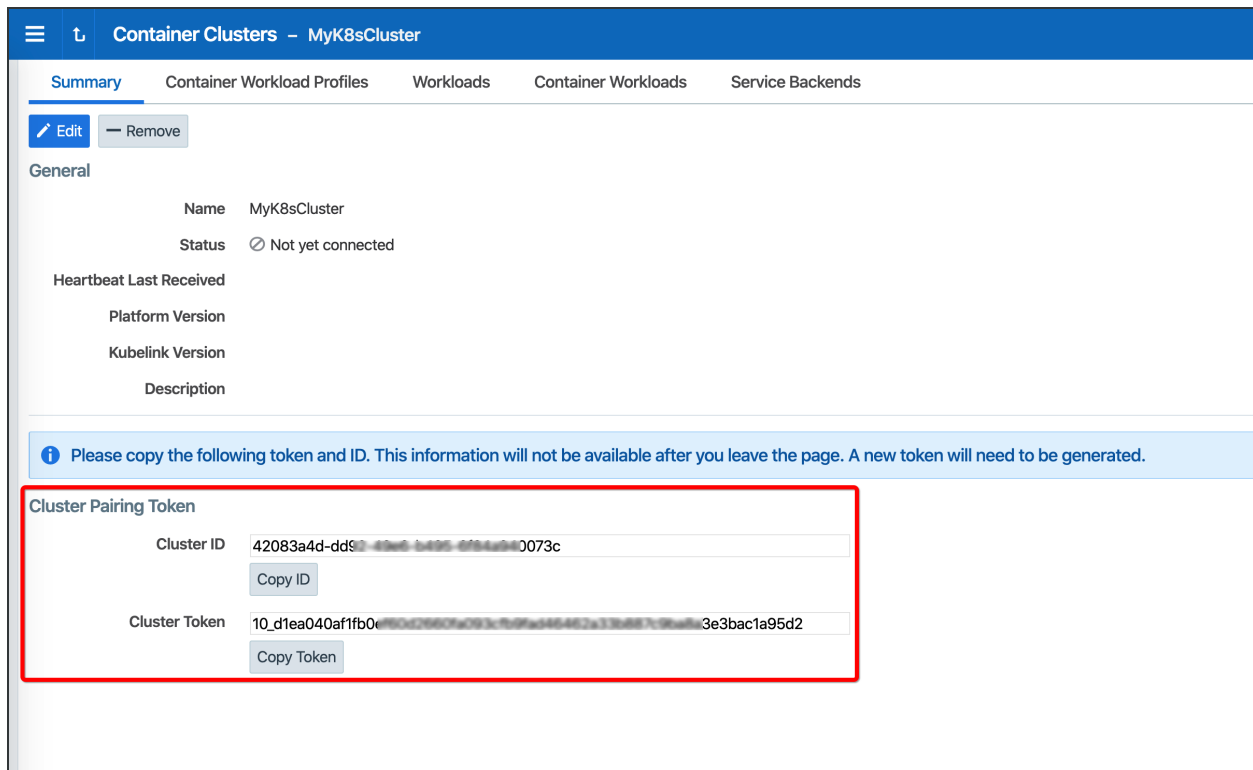 Container Clusters – MyK8sCluster
Summary Container Workload Profiles Workloads Container Workloads Service Backends
Edit Remove
General
Name MyK8sCluster
Status Not yet connected
Heartbeat Last Received
Platform Version
Kubelink Version
Description
Please copy the following token and ID. This information will not be available after you leave the page. A new token will need to be generated.
Cluster Pairing Token
Cluster ID
Copy ID
Cluster Token
Copy Token